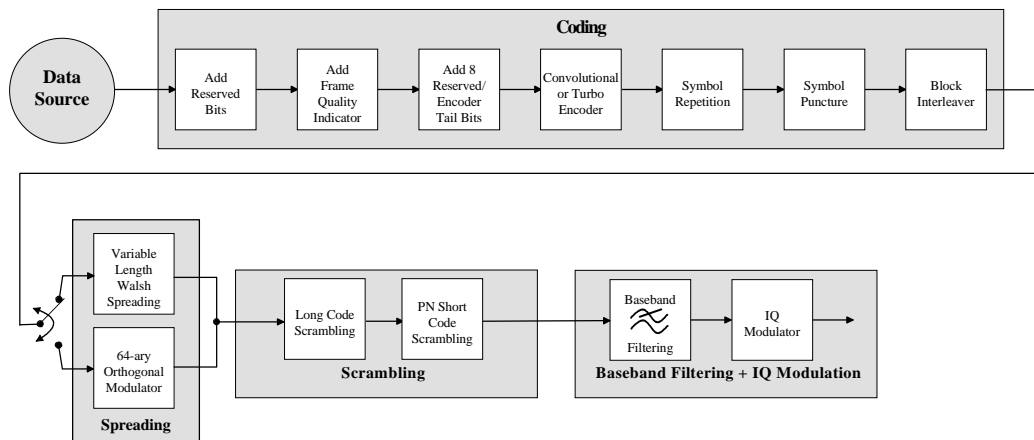 Coding
Data
Source
Add
Reserved
Bits
Add
Frame
Quality
Indicator
Add 8
Reserved/
Encoder
Tail Bits
Convolutional
or Turbo
Encoder
Symbol
Repetition
Symbol
Puncture
Block
Interleaver
Variable
Length
Walsh
Spreading
64-ary
Orthogonal
Modulator
Spreading
Long Code
Scrambling
PN Short
Code
Scrambling
Scrambling
Baseband
Filtering
IQ
Modulator
Baseband Filtering + IQ Modulation